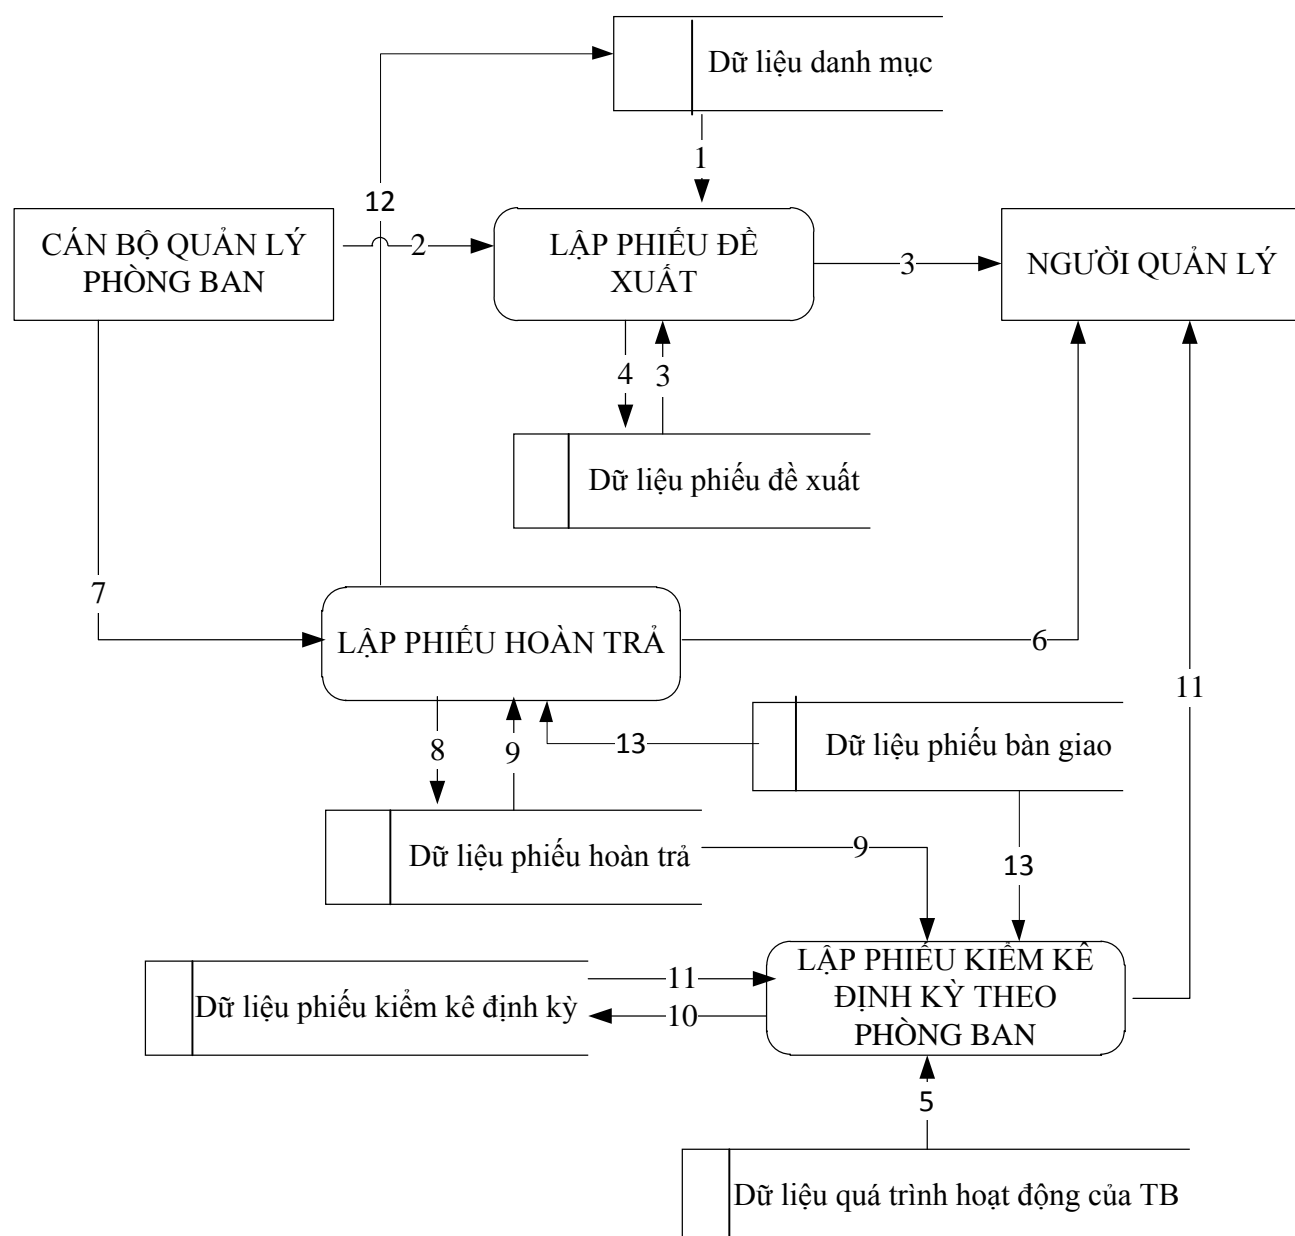 Dữ liệu danh mục
1
12
CÁN BỘ QUẢN LÝ
PHÒNG BAN
2
LẬP PHIẾU ĐỀ
XUẤT
3
NGƯỜI QUẢN LÝ
4
3
Dữ liệu phiếu đề xuất
7
LẬP PHIẾU HOÀN TRẢ
6
11
8
9
13
Dữ liệu phiếu bàn giao
Dữ liệu phiếu hoàn trả
9
13
LẬP PHIẾU KIỂM KÊ
ĐỊNH KỲ THEO
PHÒNG BAN
11
Dữ liệu phiếu kiểm kê định kỳ
10
5
Dữ liệu quá trình hoạt động của TB